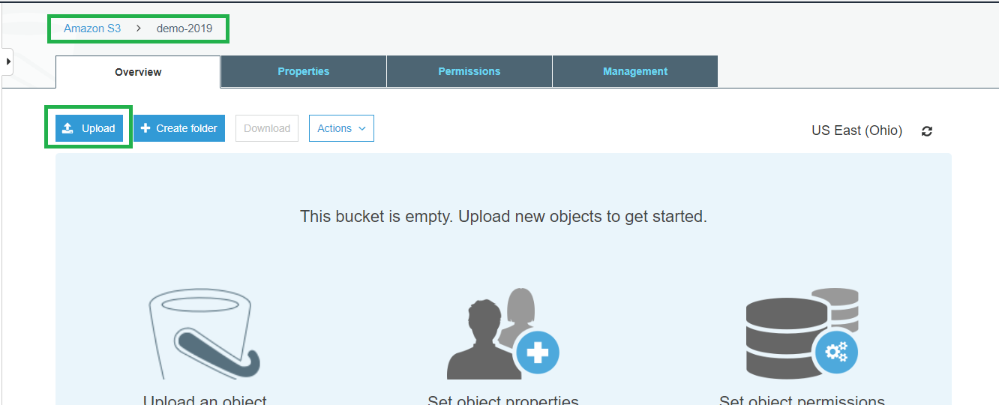 Amazon S3 > demo-2019
Overview Properties Permissions Management
Upload Create folder Download Actions US East (Ohio)
This bucket is empty. Upload new objects to get started.
Upload an object Set object properties Set object permissions